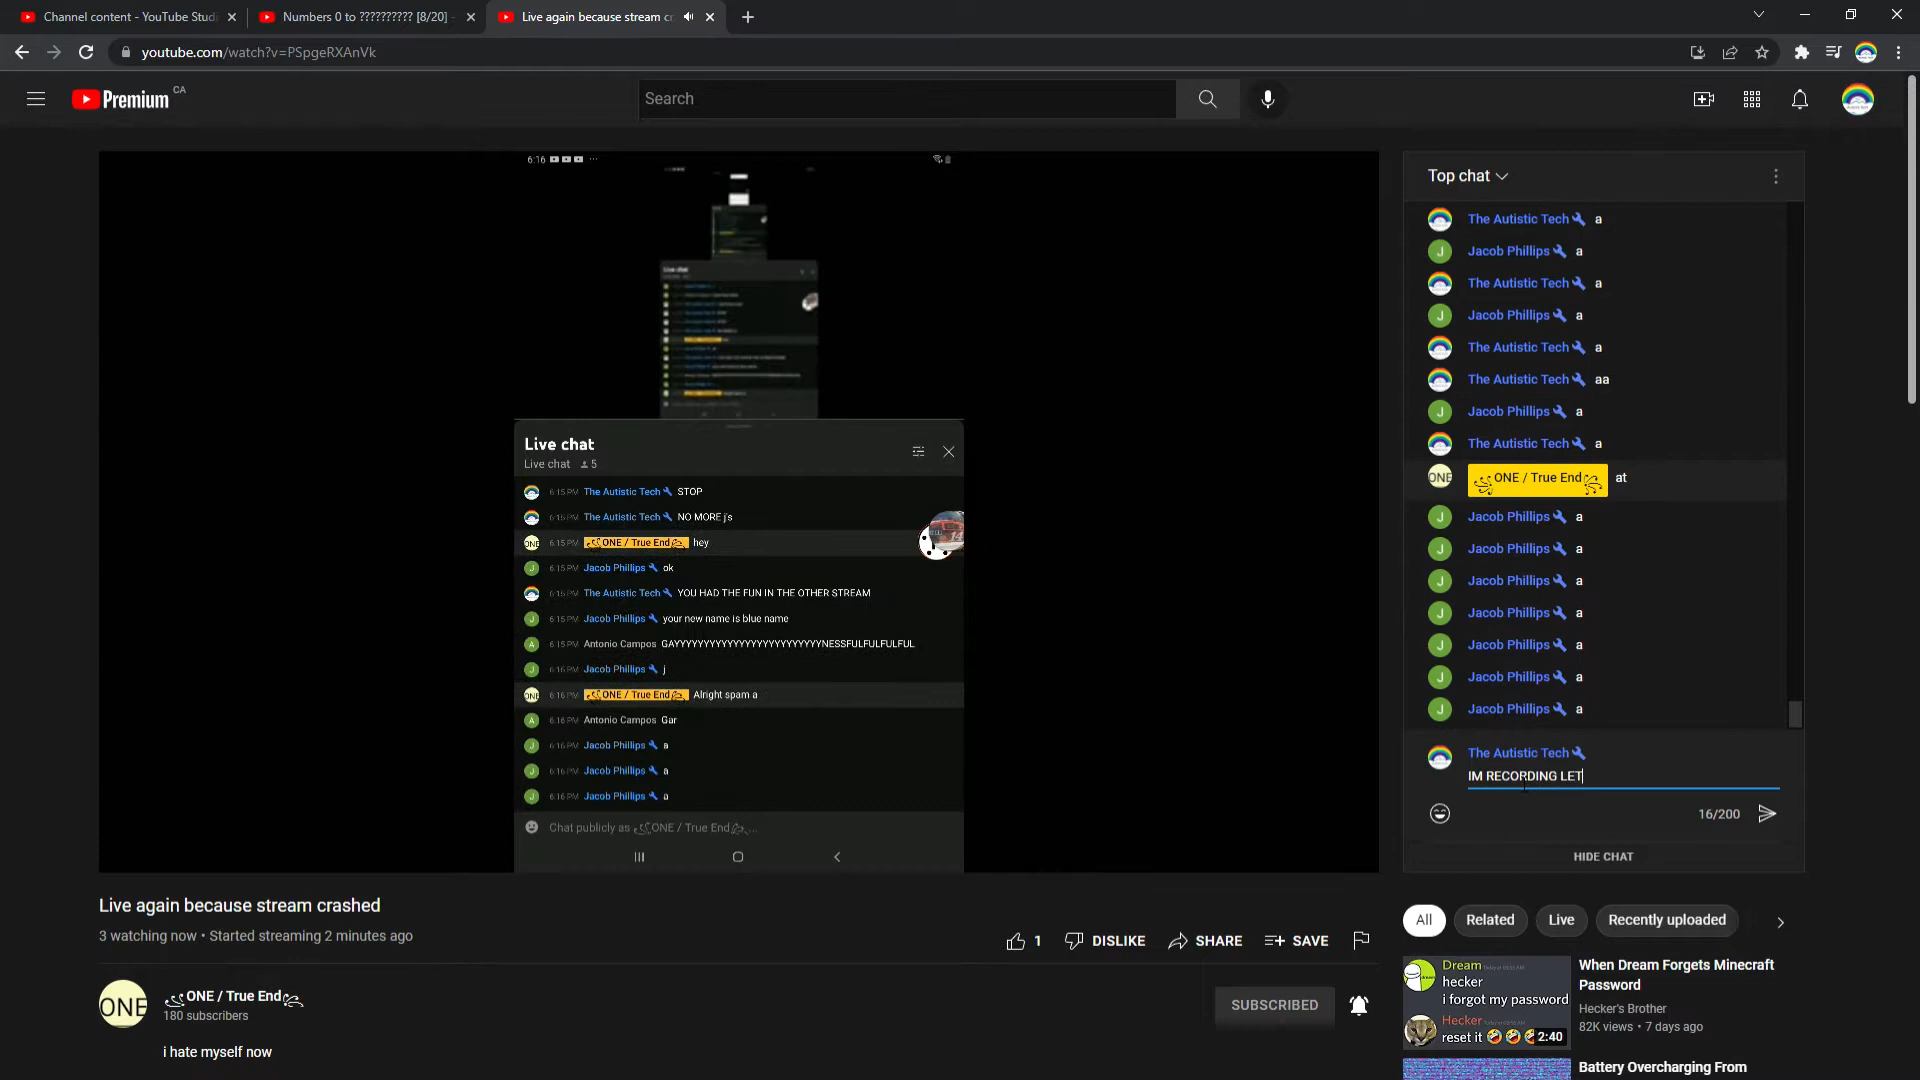 Channel content - YouTube Stud
Numbers 0 to ?????????? [8/20] -
Live again because stream c
youtube.com/watch?v=PSpgeRXAnVk
Premium CA
Search
6:16
Live chat
Live chat 5
6:15 PM The Autistic Tech STOP
6:15 PM The Autistic Tech NO MORE j's
ONE 6:15 PM ꧁ONE / True End꧂ hey
J 6:15 PM Jacob Phillips ok
6:15 PM The Autistic Tech YOU HAD THE FUN IN THE OTHER STREAM
J 6:15 PM Jacob Phillips your new name is blue name
A 6:15 PM Antonio Campos GAYYYYYYYYYYYYYYYYYYYYYYYYNESSFULFULFULFUL
J 6:16 PM Jacob Phillips j
ONE 6:16 PM ꧁ONE / True End꧂ Alright spam a
A 6:16 PM Antonio Campos Gar
J 6:16 PM Jacob Phillips a
J 6:16 PM Jacob Phillips a
J 6:16 PM Jacob Phillips a
Chat publicly as ꧁ONE / True End꧂...
Live again because stream crashed
3 watching now • Started streaming 2 minutes ago
1 DISLIKE SHARE SAVE
ONE ꧁ONE / True End꧂
180 subscribers
SUBSCRIBED
i hate myself now
Top chat
The Autistic Tech a
J Jacob Phillips a
The Autistic Tech a
J Jacob Phillips a
The Autistic Tech a
The Autistic Tech aa
J Jacob Phillips a
The Autistic Tech a
ONE ꧁ONE / True End꧂ at
J Jacob Phillips a
J Jacob Phillips a
J Jacob Phillips a
J Jacob Phillips a
J Jacob Phillips a
J Jacob Phillips a
J Jacob Phillips a
The Autistic Tech
IM RECORDING LET
16/200
HIDE CHAT
All Related Live Recently uploaded
Dream
hecker
i forgot my password
Hecker
reset it
2:40
When Dream Forgets Minecraft
Password
Hecker's Brother
82K views • 7 days ago
Battery Overcharging From